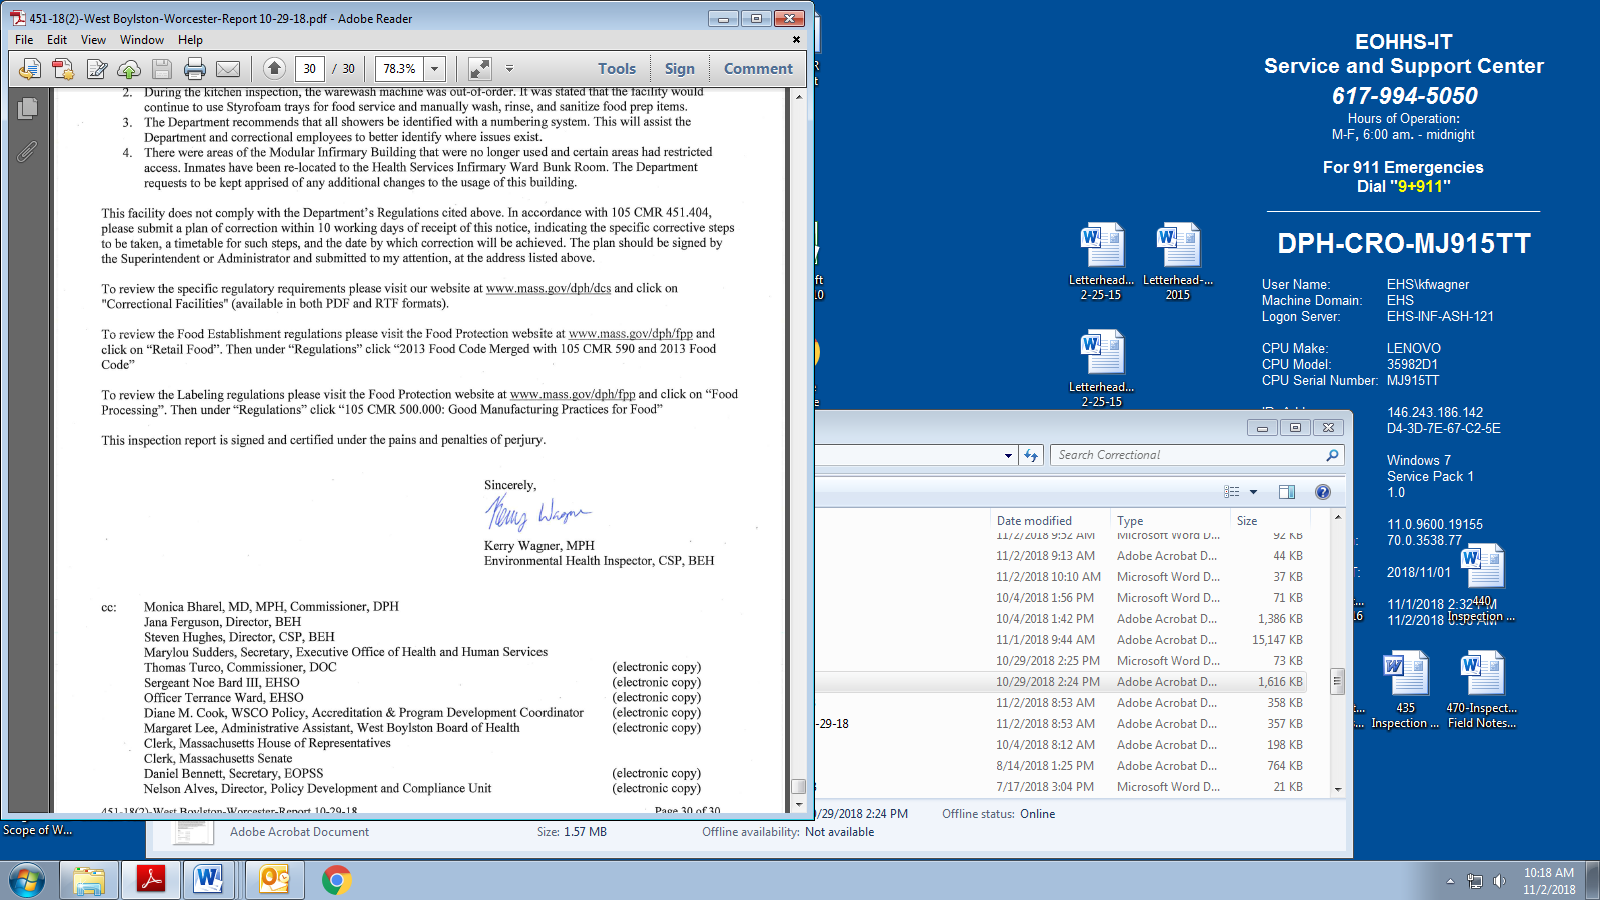 451-18(2)-West Boylston-Worcester-Report 10-29-18.pdf - Adobe Reader
File Edit View Window Help
30 / 30 78.3% Tools Sign Comment
2. During the kitchen inspection, the warewash machine was out-of-order. It was stated that the facility would
continue to use Styrofoam trays for food service and manually wash, rinse, and sanitize food prep items.
3. The Department recommends that all showers be identified with a numbering system. This will assist the
Department and correctional employees to better identify where issues exist.
4. There were areas of the Modular Infirmary Building that were no longer used and certain areas had restricted
access. Inmates have been re-located to the Health Services Infirmary Ward Bunk Room. The Department
requests to be kept apprised of any additional changes to the usage of this building.
This facility does not comply with the Department's Regulations cited above. In accordance with 105 CMR 451.404,
please submit a plan of correction within 10 working days of receipt of this notice, indicating the specific corrective steps
to be taken, a timetable for such steps, and the date by which correction will be achieved. The plan should be signed by
the Superintendent or Administrator and submitted to my attention, at the address listed above.
To review the specific regulatory requirements please visit our website at www.mass.gov/dph/dcs and click on
"Correctional Facilities" (available in both PDF and RTF formats).
To review the Food Establishment regulations please visit the Food Protection website at www.mass.gov/dph/fpp and
click on “Retail Food”. Then under “Regulations” click “2013 Food Code Merged with 105 CMR 590 and 2013 Food
Code”
To review the Labeling regulations please visit the Food Protection website at www.mass.gov/dph/fpp and click on “Food
Processing”. Then under “Regulations” click “105 CMR 500.000: Good Manufacturing Practices for Food”
This inspection report is signed and certified under the pains and penalties of perjury.
Sincerely,
Kerry Wagner
Kerry Wagner, MPH
Environmental Health Inspector, CSP, BEH
cc: Monica Bharel, MD, MPH, Commissioner, DPH
Jana Ferguson, Director, BEH
Steven Hughes, Director, CSP, BEH
Marylou Sudders, Secretary, Executive Office of Health and Human Services
Thomas Turco, Commissioner, DOC (electronic copy)
Sergeant Noe Bard III, EHSO (electronic copy)
Officer Terrance Ward, EHSO (electronic copy)
Diane M. Cook, WSCO Policy, Accreditation & Program Development Coordinator (electronic copy)
Margaret Lee, Administrative Assistant, West Boylston Board of Health (electronic copy)
Clerk, Massachusetts House of Representatives
Clerk, Massachusetts Senate
Daniel Bennett, Secretary, EOPSS (electronic copy)
Nelson Alves, Director, Policy Development and Compliance Unit (electronic copy)
451-18(2)-West Boylston-Worcester-Report 10-29-18 Page 30 of 30
EOHHS-IT
Service and Support Center
617-994-5050
Hours of Operation:
M-F, 6:00 am. - midnight
For 911 Emergencies
Dial "9+911"
DPH-CRO-MJ915TT
User Name: EHS\kfwagner
Machine Domain: EHS
Logon Server: EHS-INF-ASH-121
CPU Make: LENOVO
CPU Model: 35982D1
CPU Serial Number: MJ915TT
146.243.186.142
D4-3D-7E-67-C2-5E
Windows 7
Service Pack 1
1.0
11.0.9600.19155
70.0.3538.77
2018/11/01
11/1/2018 2:32 PM
11/2/2018
Letterhead...
2-25-15
Letterhead-...
2015
Letterhead...
2-25-15
440
Inspection ...
435
Inspection ...
470-Inspect...
Field Notes...
Search Correctional
Date modified Type Size
11/2/2018 9:52 AM Microsoft Word D... 92 KB
11/2/2018 9:13 AM Adobe Acrobat D... 44 KB
11/2/2018 10:10 AM Microsoft Word D... 37 KB
10/4/2018 1:56 PM Microsoft Word D... 71 KB
10/4/2018 1:42 PM Adobe Acrobat D... 1,386 KB
11/1/2018 9:44 AM Adobe Acrobat D... 15,147 KB
10/29/2018 2:25 PM Microsoft Word D... 73 KB
10/29/2018 2:24 PM Adobe Acrobat D... 1,616 KB
11/2/2018 8:53 AM Adobe Acrobat D... 358 KB
-29-18 11/2/2018 8:53 AM Adobe Acrobat D... 357 KB
10/4/2018 8:12 AM Adobe Acrobat D... 198 KB
8/14/2018 1:25 PM Adobe Acrobat D... 764 KB
7/17/2018 3:04 PM Microsoft Word D... 21 KB
0/29/2018 2:24 PM Offline status: Online
Adobe Acrobat Document Size: 1.57 MB Offline availability: Not available
Scope of W...
10:18 AM
11/2/2018